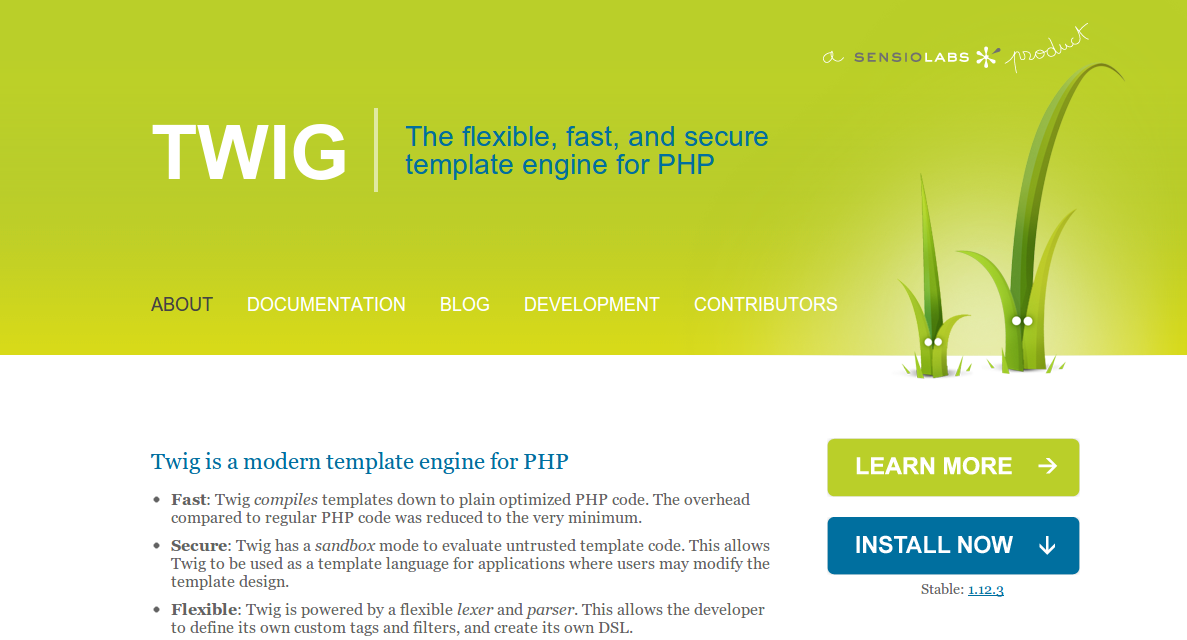 a SENSIOLABS product
TWIG
The flexible, fast, and secure
template engine for PHP
ABOUT DOCUMENTATION BLOG DEVELOPMENT CONTRIBUTORS
Twig is a modern template engine for PHP
• Fast: Twig compiles templates down to plain optimized PHP code. The overhead
compared to regular PHP code was reduced to the very minimum.
• Secure: Twig has a sandbox mode to evaluate untrusted template code. This allows
Twig to be used as a template language for applications where users may modify the
template design.
• Flexible: Twig is powered by a flexible lexer and parser. This allows the developer
to define its own custom tags and filters, and create its own DSL.
LEARN MORE →
INSTALL NOW ↓
Stable: 1.12.3